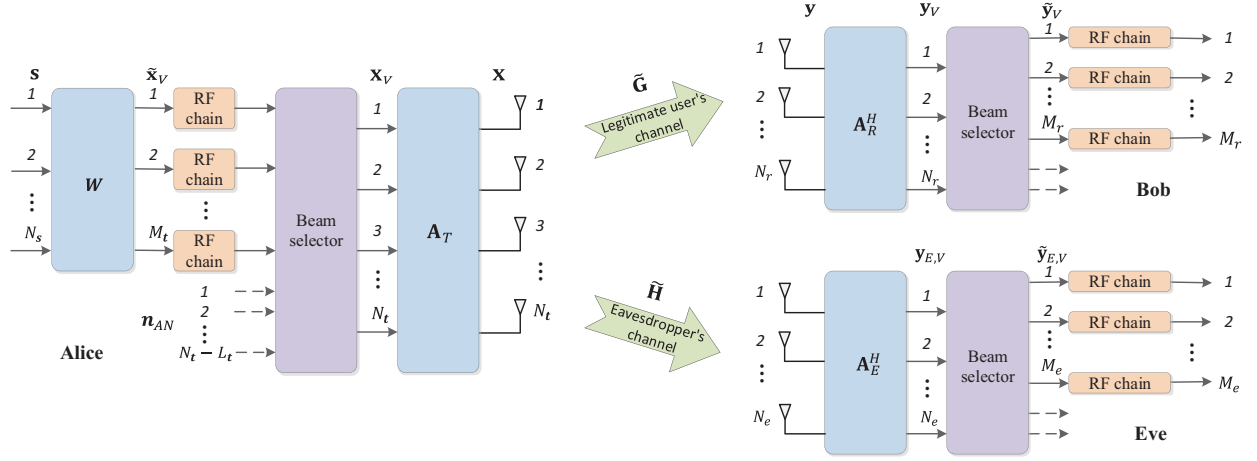 s
x̃_V
x_V
x
1
1
RF chain
1
1
2
2
RF chain
2
2
⋮
W
⋮
Beam selector
3
A_T
3
N_s
M_t
RF chain
⋮
⋮
1
n_AN
2
⋮
N_t − L_t
N_t
N_t
Alice
G̃
Legitimate user's channel
H̃
Eavesdropper's channel
y
y_V
ỹ_V
1
1
1
RF chain
1
2
2
2
RF chain
2
⋮
A_R^H
⋮
Beam selector
⋮
⋮
M_r
RF chain
M_r
N_r
N_r
Bob
y_{E,V}
ỹ_{E,V}
1
1
1
RF chain
1
2
2
2
RF chain
2
⋮
A_E^H
⋮
Beam selector
⋮
⋮
M_e
RF chain
M_e
N_e
N_e
Eve